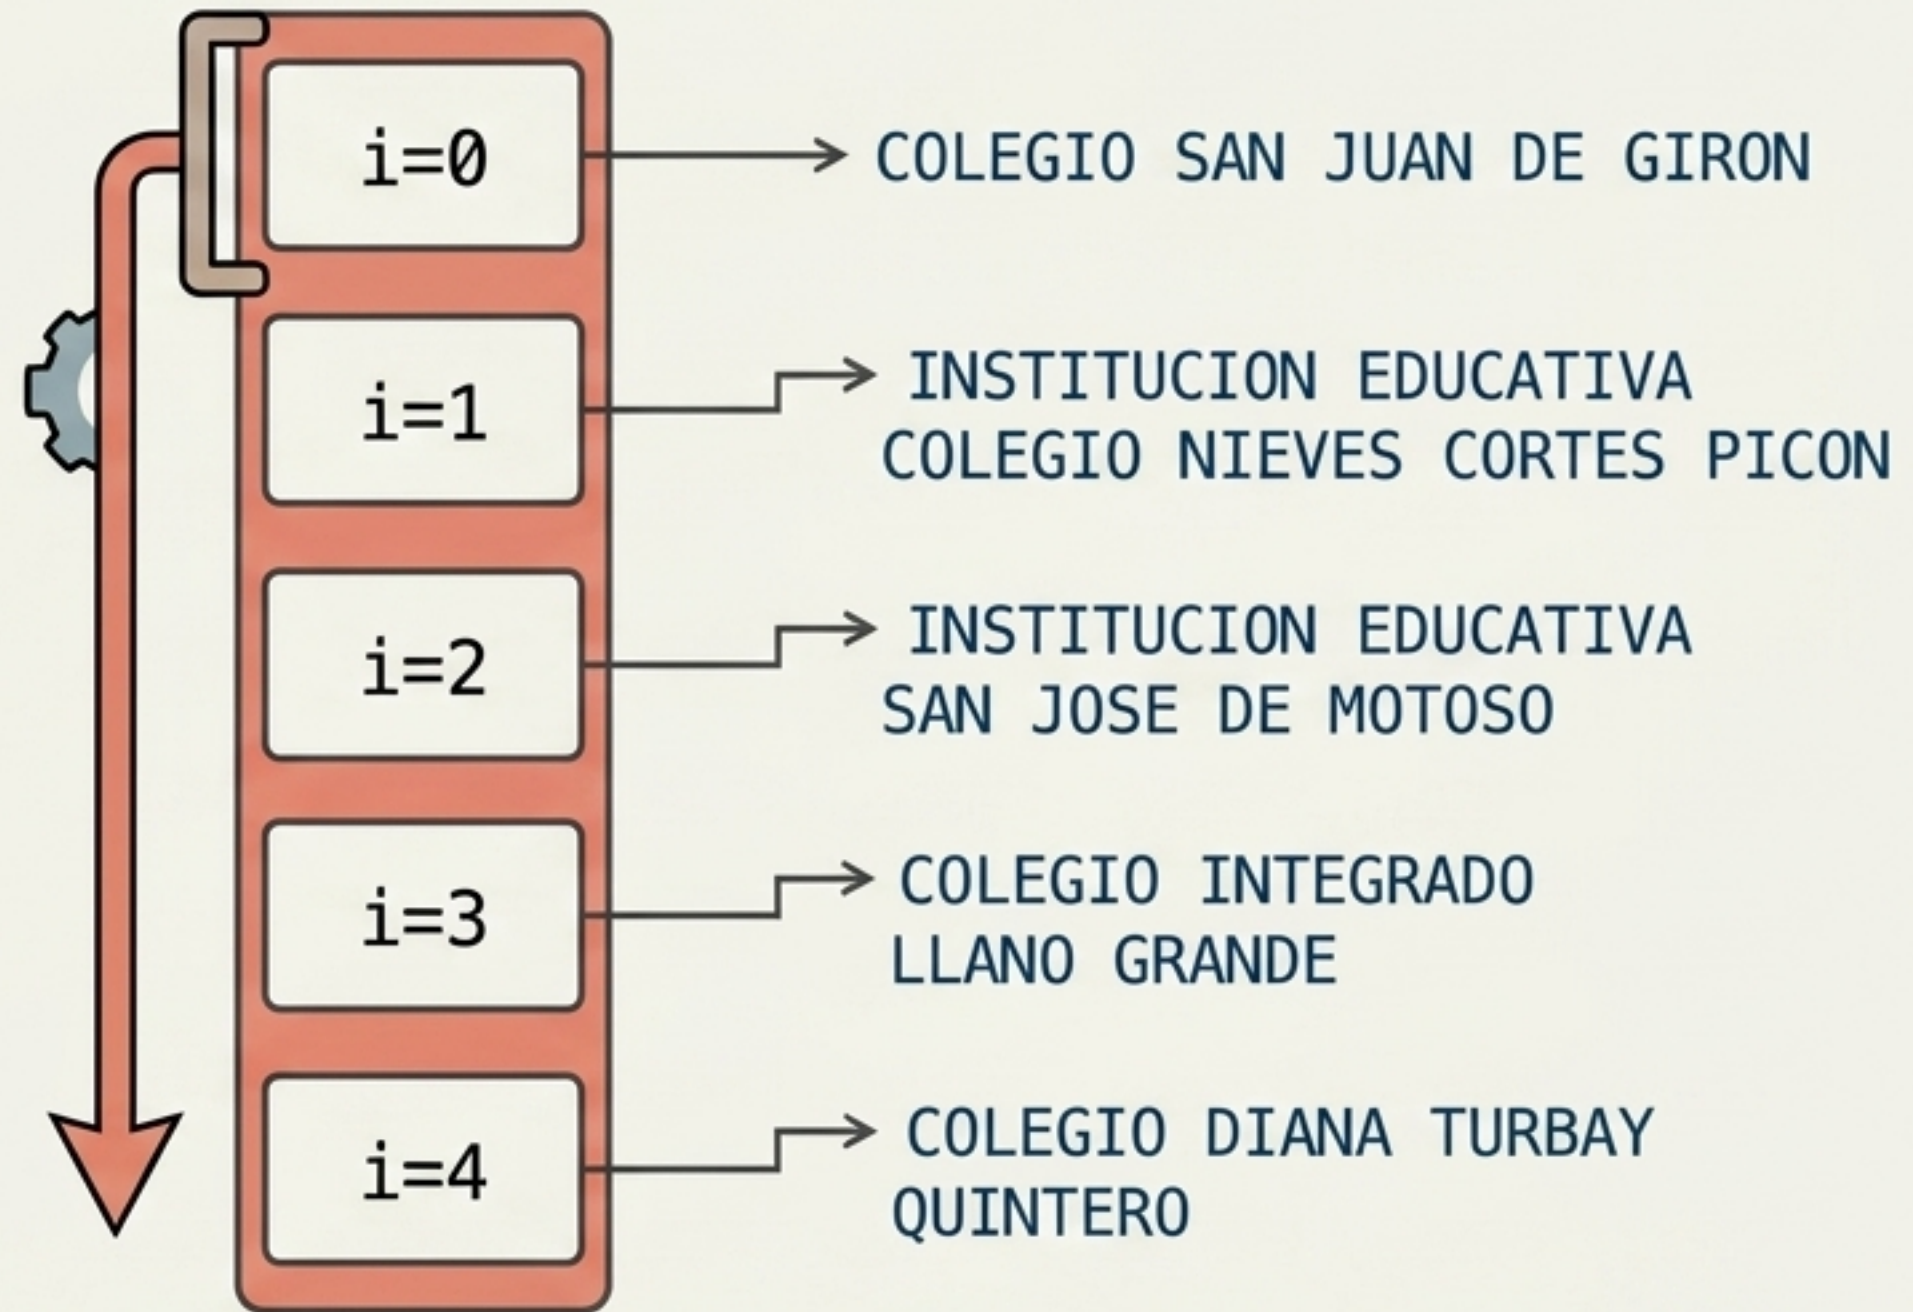 i=0
COLEGIO SAN JUAN DE GIRON
i=1
INSTITUCION EDUCATIVA
COLEGIO NIEVES CORTES PICON
i=2
INSTITUCION EDUCATIVA
SAN JOSE DE MOTOSO
i=3
COLEGIO INTEGRADO
LLANO GRANDE
i=4
COLEGIO DIANA TURBAY
QUINTERO